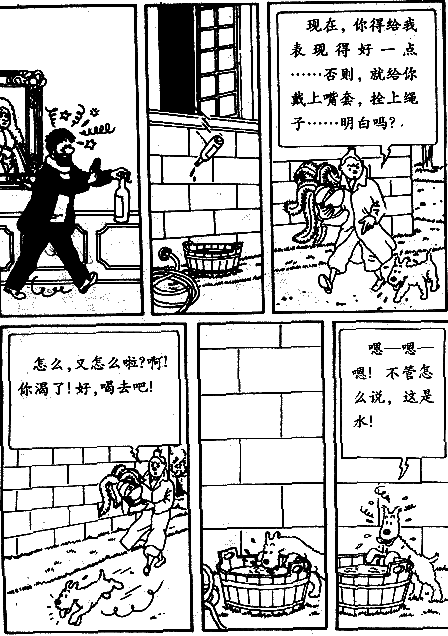 现在，你得给我
表现得好一点
……否则，就给你
戴上嘴套，拴上绳
子……明白吗？
怎么，又怎么啦？啊！
你渴了！好，喝去吧！
嗯—嗯—
嗯！不管怎
么说，这是
水！